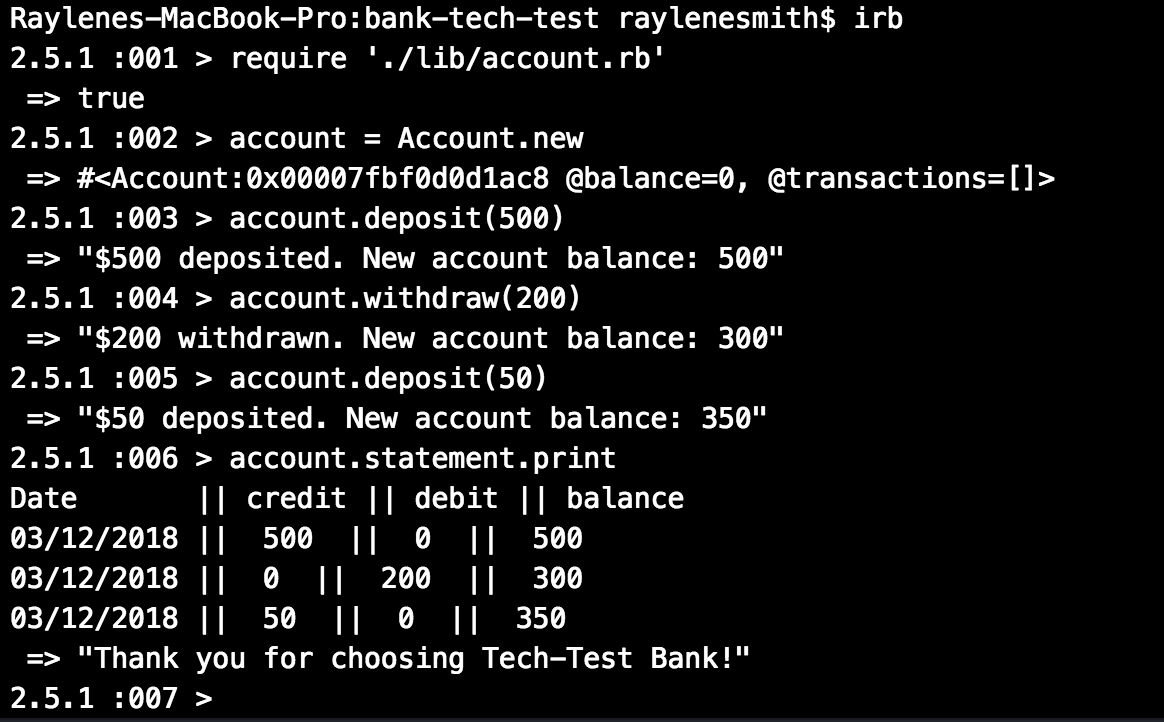 Raylenes-MacBook-Pro:bank-tech-test raylenesmith$ irb
2.5.1 :001 > require './lib/account.rb'
 => true
2.5.1 :002 > account = Account.new
 => #<Account:0x00007fbf0d0d1ac8 @balance=0, @transactions=[]>
2.5.1 :003 > account.deposit(500)
 => "$500 deposited. New account balance: 500"
2.5.1 :004 > account.withdraw(200)
 => "$200 withdrawn. New account balance: 300"
2.5.1 :005 > account.deposit(50)
 => "$50 deposited. New account balance: 350"
2.5.1 :006 > account.statement.print
Date       || credit || debit || balance
03/12/2018 ||  500  ||  0  ||  500
03/12/2018 ||  0  ||  200  ||  300
03/12/2018 ||  50  ||  0  ||  350
 => "Thank you for choosing Tech-Test Bank!"
2.5.1 :007 >